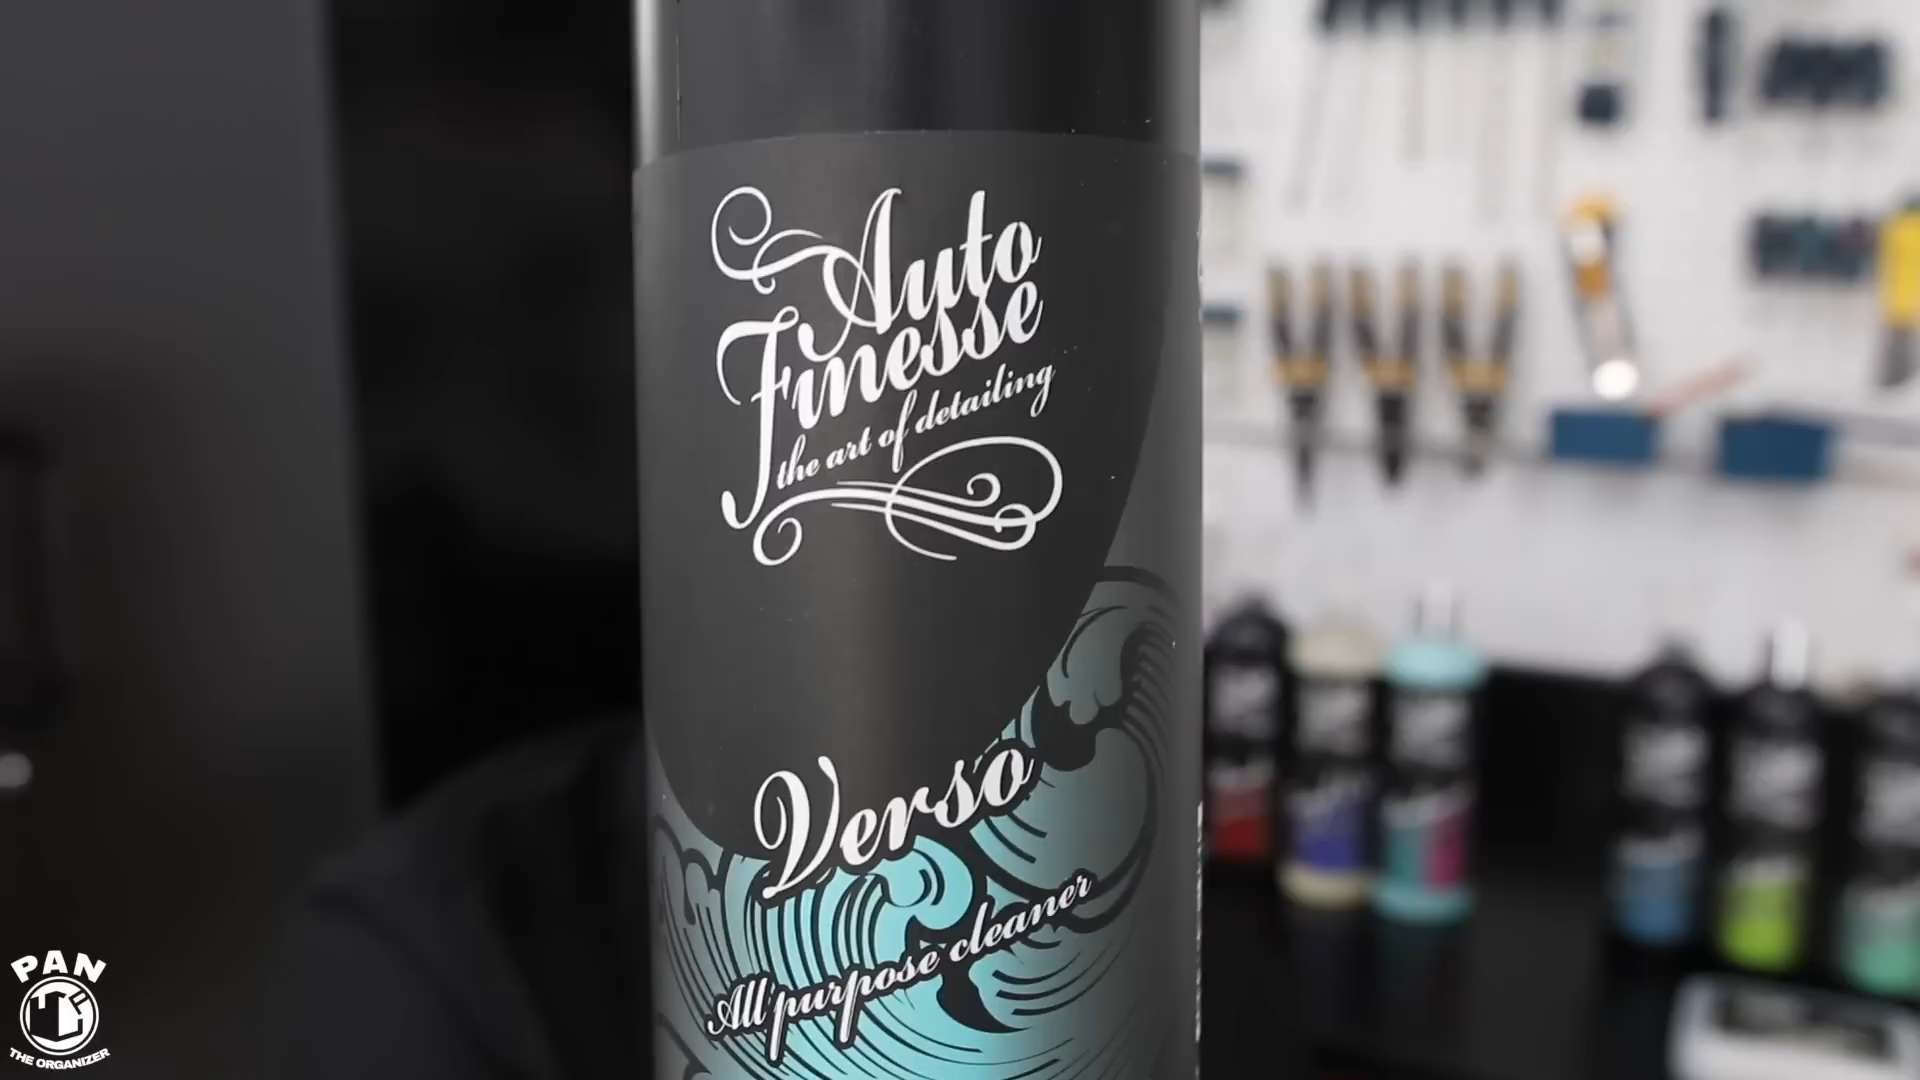 Auto
Finesse
the art of detailing
Verso
All purpose cleaner
PAN
THE ORGANIZER